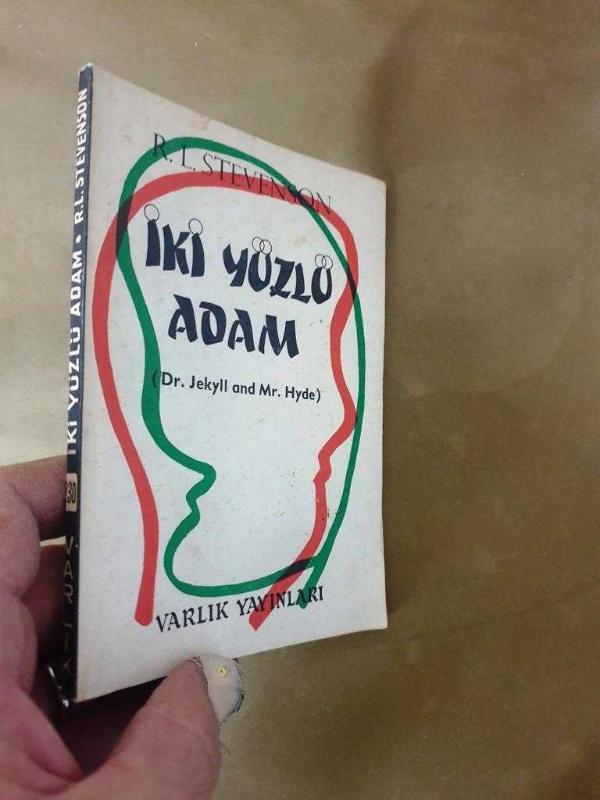 R. L. STEVENSON
İKİ YÜZLÜ
ADAM
(Dr. Jekyll and Mr. Hyde)
VARLIK YAYINLARI
İKİ YÜZLÜ ADAM • R.L. STEVENSON
VARLIK